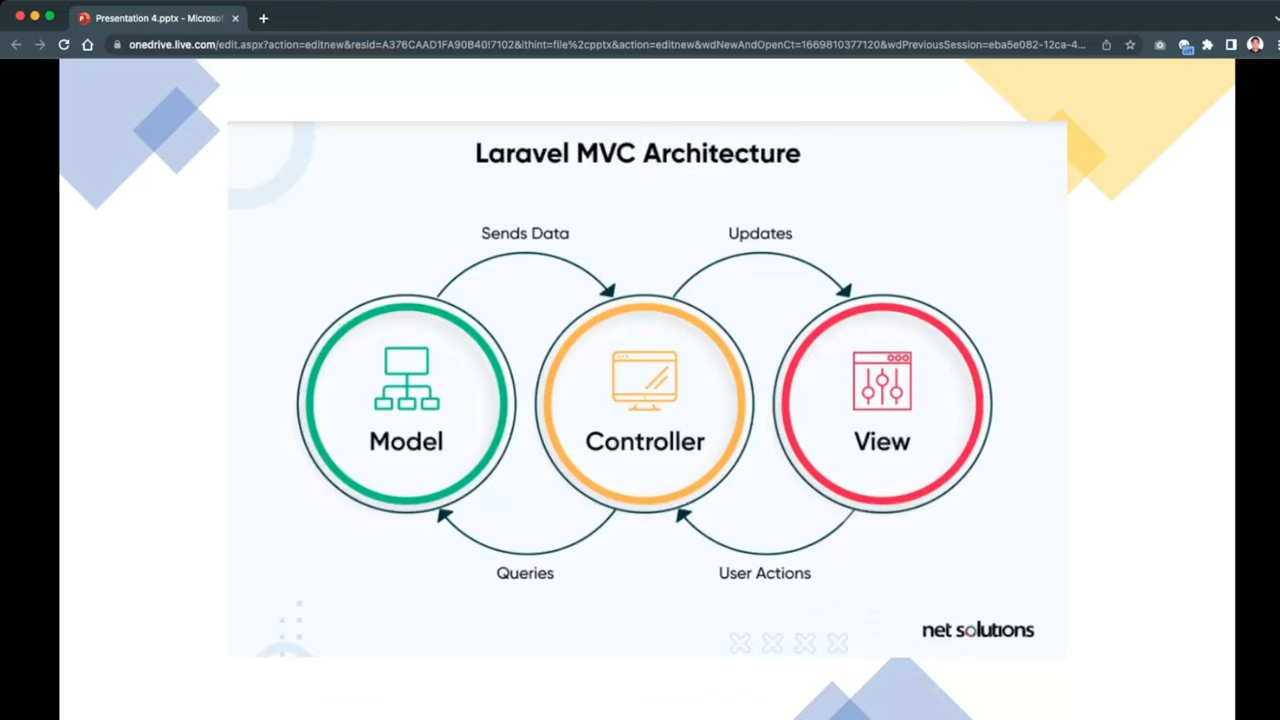 Presentation 4.pptx - Microsof
onedrive.live.com/edit.aspx?action=editnew&resid=A376CAAD1FA90B40!7102&ithint=file%2cpptx&action=editnew&wdNewAndOpenCt=1669810377120&wdPreviousSession=eba5e082-12ca-4...
Laravel MVC Architecture
Sends Data
Updates
Model
Controller
View
Queries
User Actions
net solutions